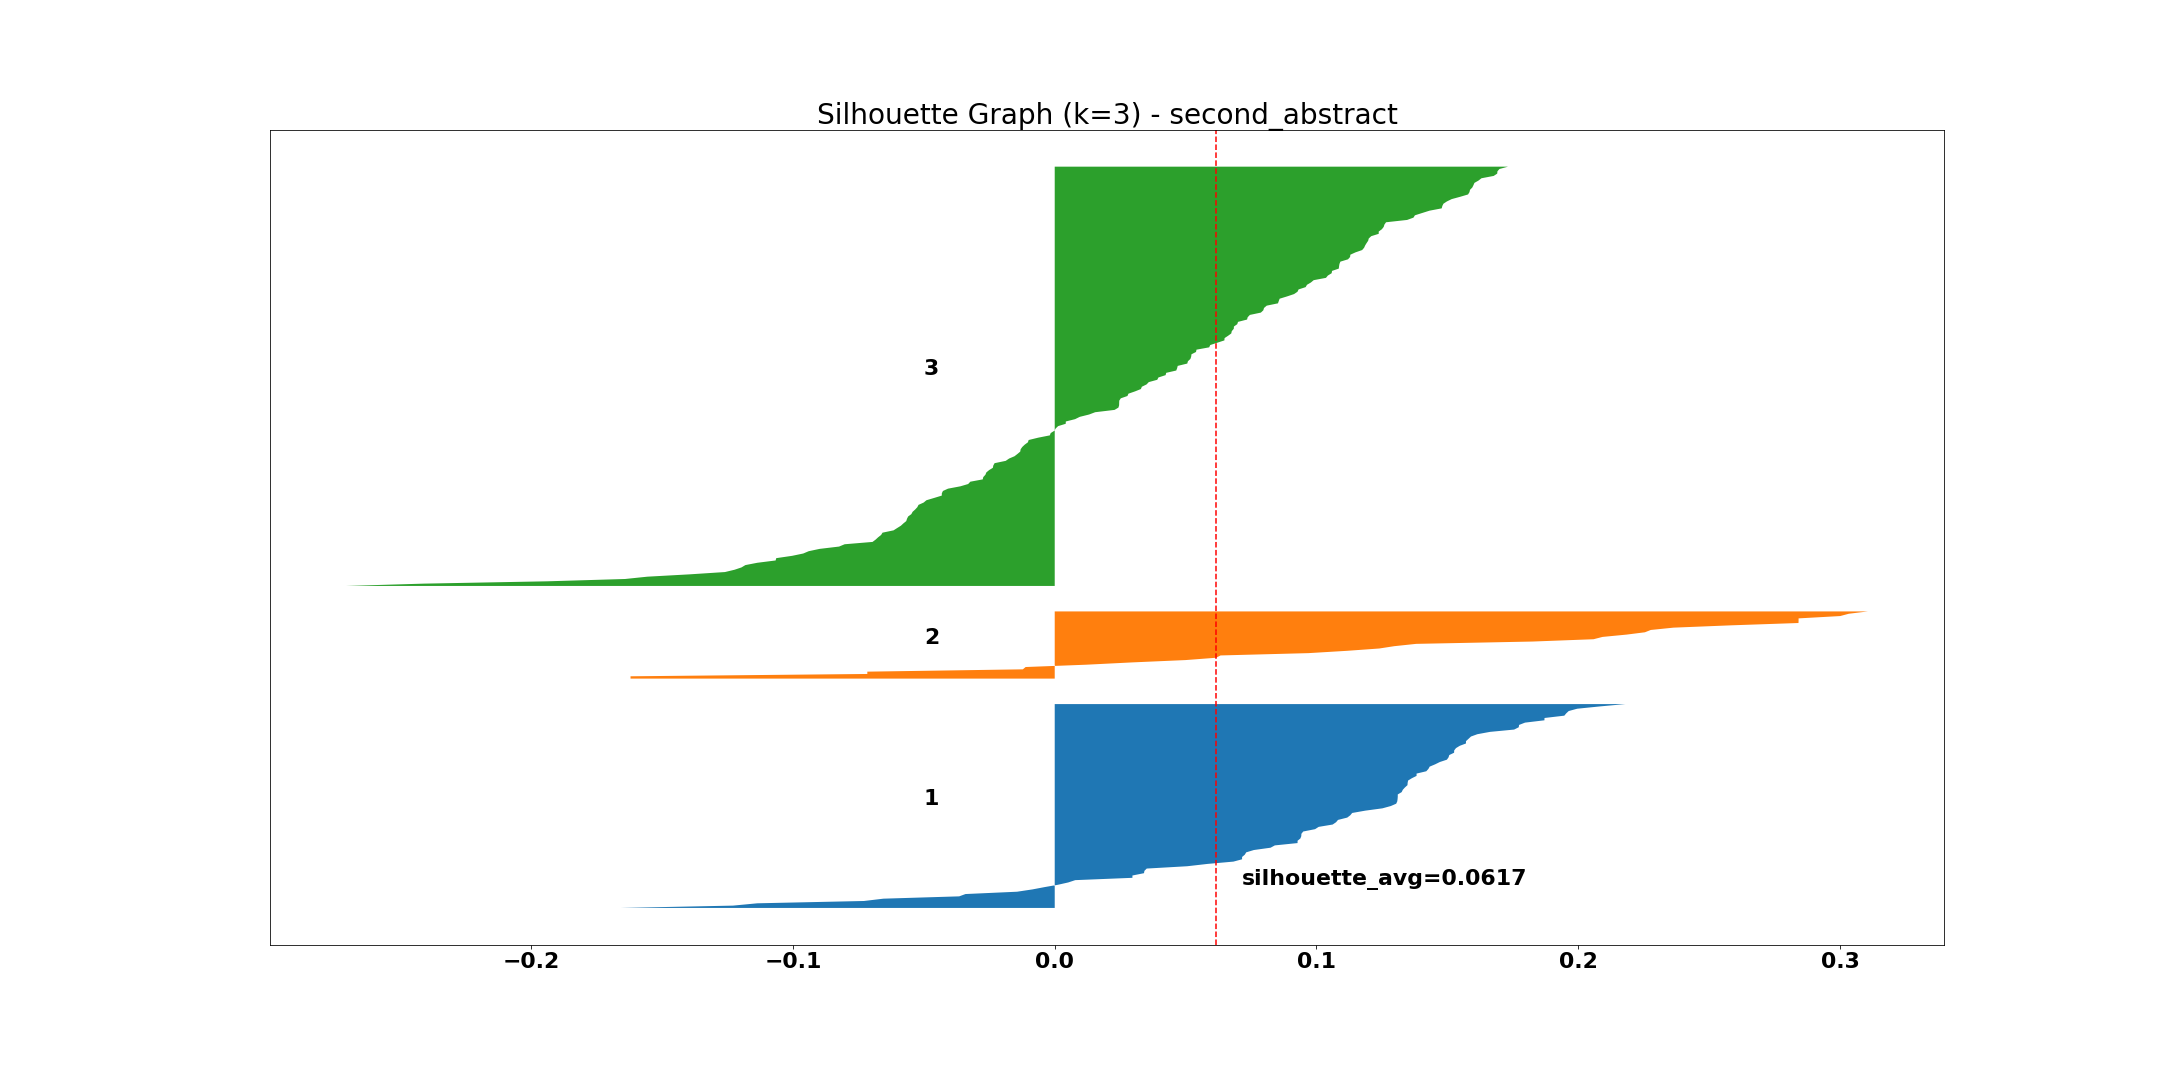 Silhouette Graph (k=3) - second_abstract
3
2
1
silhouette_avg=0.0617
−0.2 −0.1 0.0 0.1 0.2 0.3